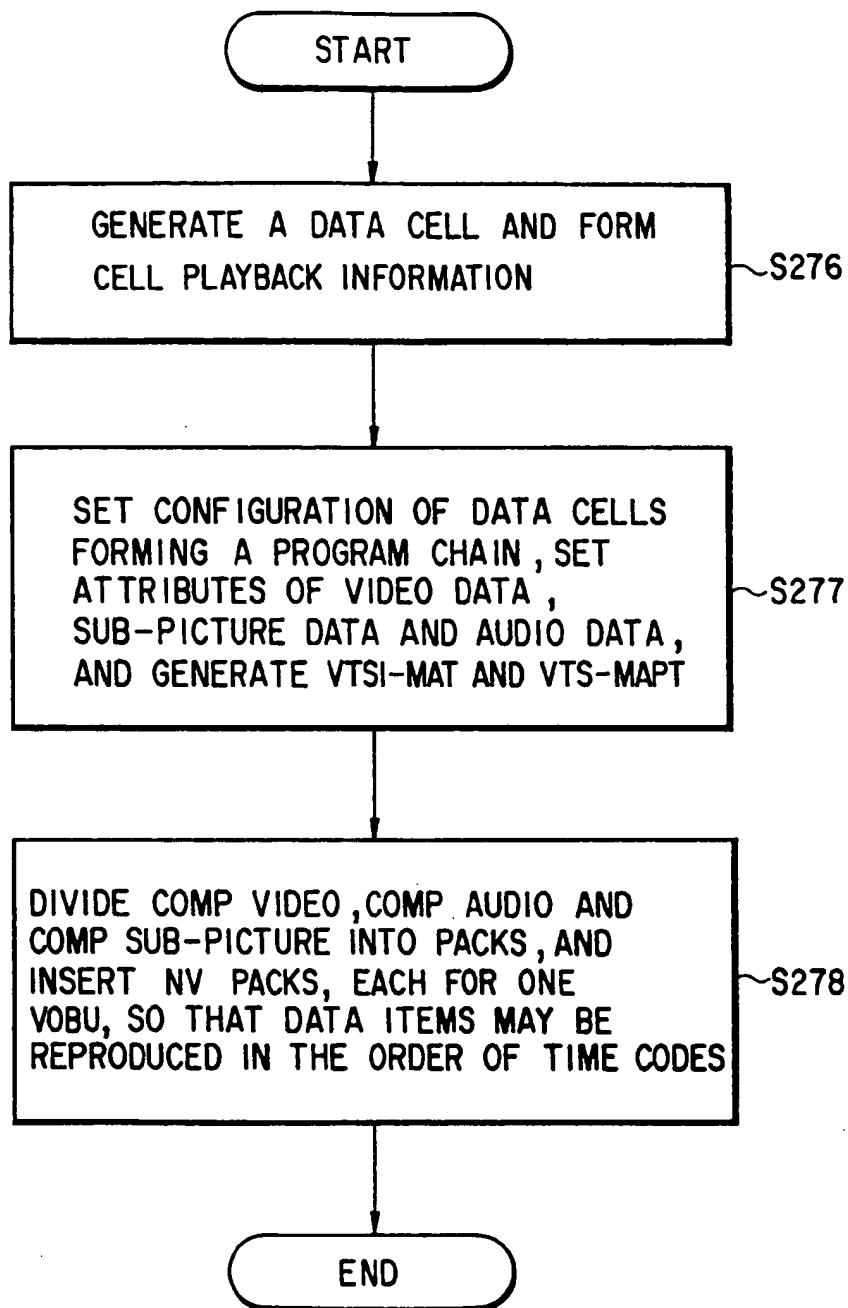 START
GENERATE A DATA CELL AND FORM
CELL PLAYBACK INFORMATION
S276
SET CONFIGURATION OF DATA CELLS
FORMING A PROGRAM CHAIN, SET
ATTRIBUTES OF VIDEO DATA,
SUB-PICTURE DATA AND AUDIO DATA,
AND GENERATE VTSI-MAT AND VTS-MAPT
S277
DIVIDE COMP VIDEO, COMP AUDIO AND
COMP SUB-PICTURE INTO PACKS, AND
INSERT NV PACKS, EACH FOR ONE
VOBU, SO THAT DATA ITEMS MAY BE
REPRODUCED IN THE ORDER OF TIME CODES
S278
END